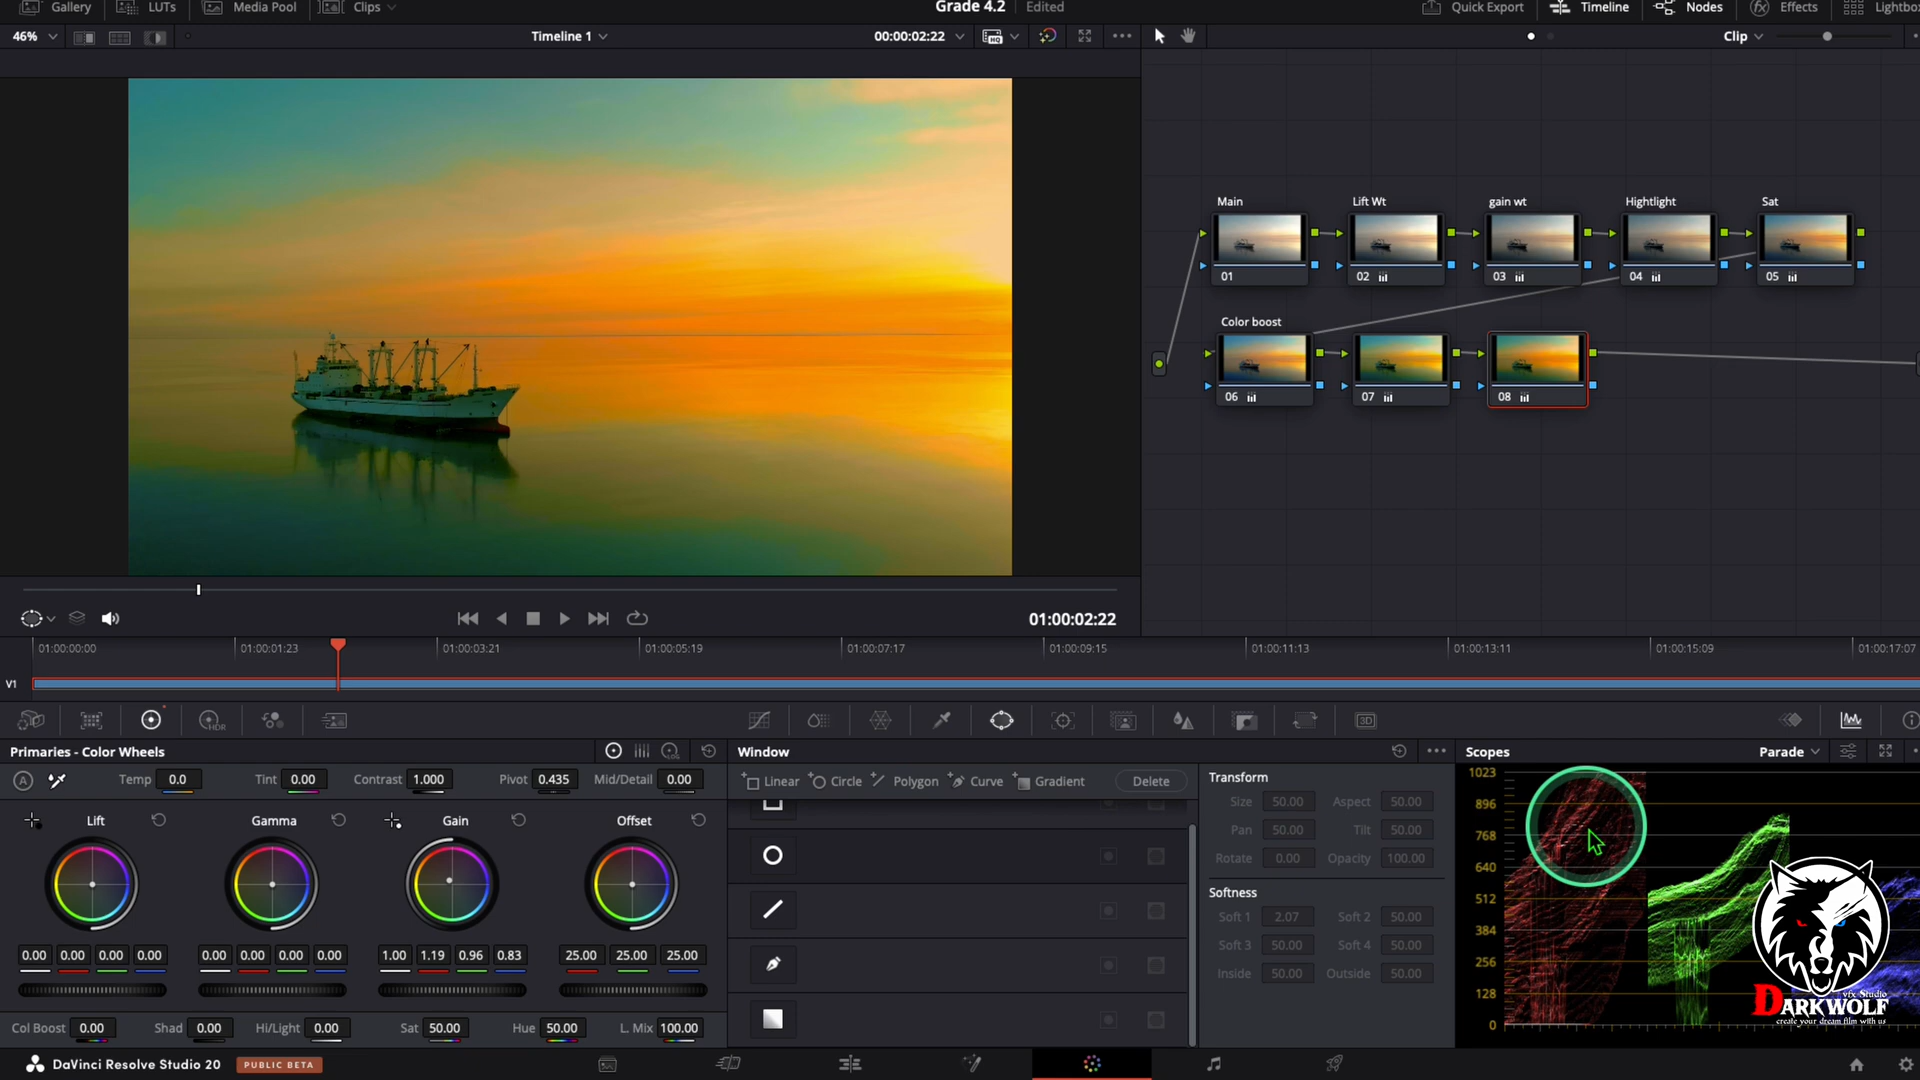 Gallery LUTs Media Pool Clips Grade 4.2 Edited Quick Export Timeline Nodes Effects Lightbo
46% Timeline 1 00:00:02:22 Clip
Main Lift Wt gain wt Hightlight Sat
01 02 03 04 05
Color boost
06 07 08
01:00:02:22
01:00:00:00 01:00:01:23 01:00:03:21 01:00:05:19 01:00:07:17 01:00:09:15 01:00:11:13 01:00:13:11 01:00:15:09 01:00:17:07
V1
HDR 3D
Primaries - Color Wheels Window Scopes Parade
A Temp 0.0 Tint 0.00 Contrast 1.000 Pivot 0.435 Mid/Detail 0.00
Linear Circle Polygon Curve Gradient Delete
Lift Gamma Gain Offset
0.00 0.00 0.00 0.00 0.00 0.00 0.00 0.00 1.00 1.19 0.96 0.83 25.00 25.00 25.00
Col Boost 0.00 Shad 0.00 Hi/Light 0.00 Sat 50.00 Hue 50.00 L. Mix 100.00
Transform
Size 50.00 Aspect 50.00
Pan 50.00 Tilt 50.00
Rotate 0.00 Opacity 100.00
Softness
Soft 1 2.07 Soft 2 50.00
Soft 3 50.00 Soft 4 50.00
Inside 50.00 Outside 50.00
1023
896
768
640
512
384
256
128
0
vfx Studio
DARKWOLF
create your dream film with us
DaVinci Resolve Studio 20 PUBLIC BETA